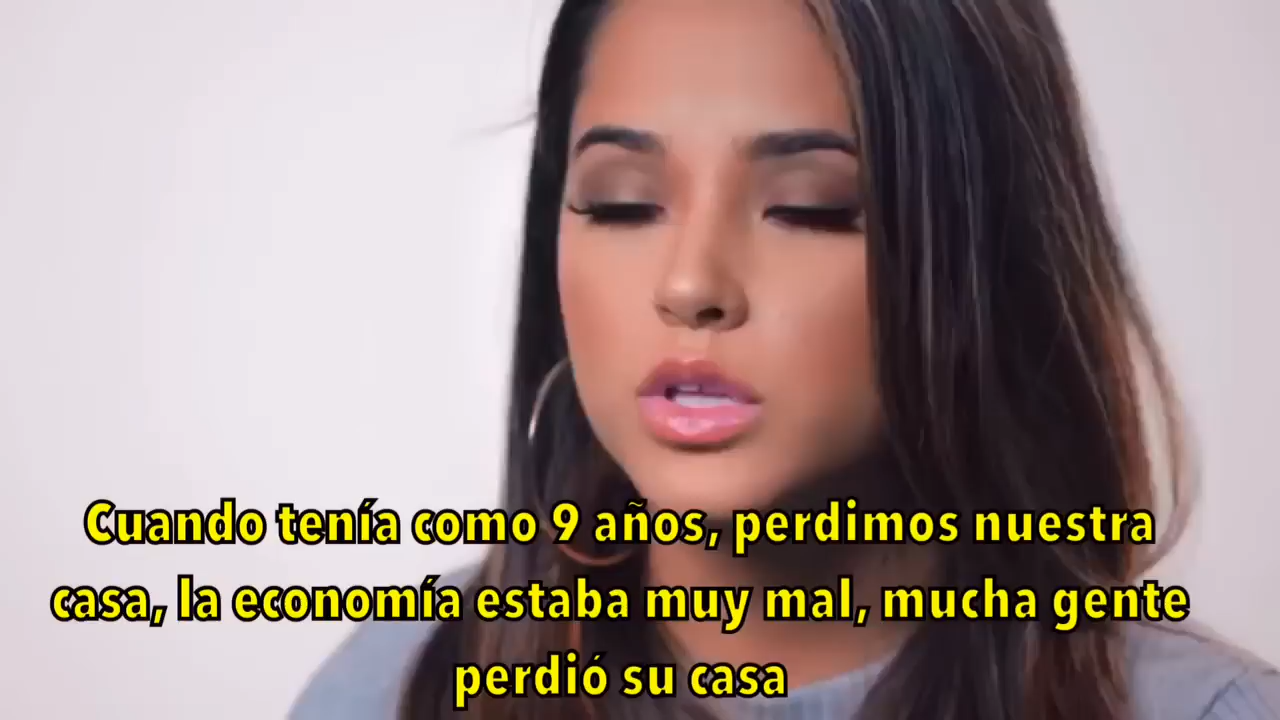 Cuando tenía como 9 años, perdimos nuestra
casa, la economía estaba muy mal, mucha gente
perdió su casa